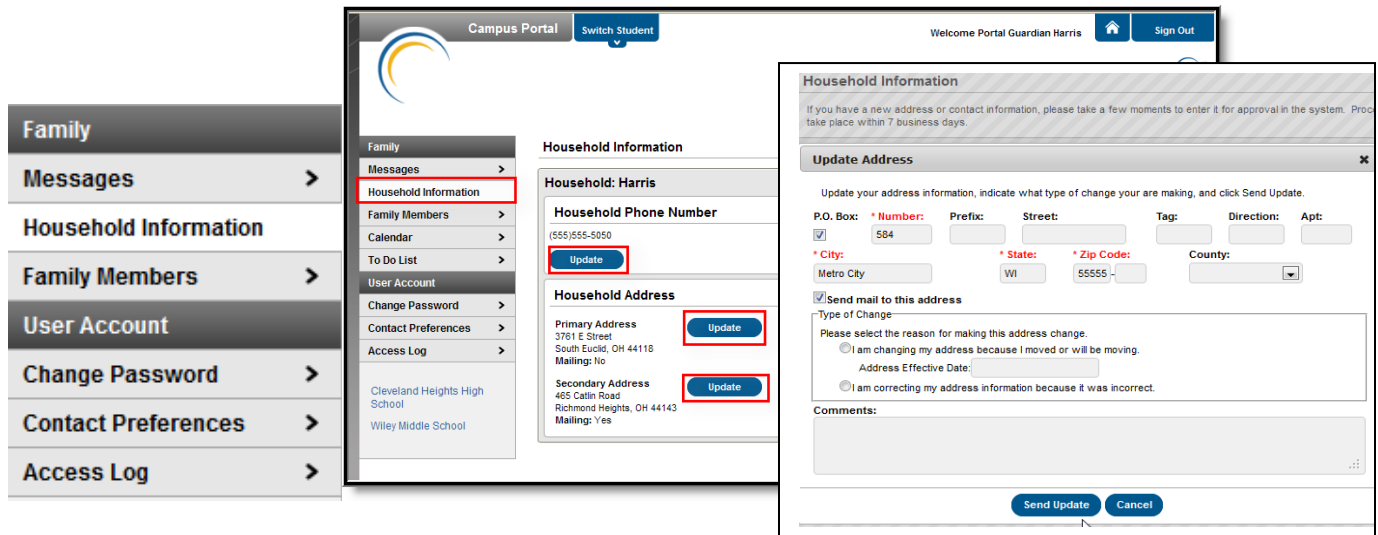 Family
Messages
Household Information
Family Members
User Account
Change Password
Contact Preferences
Access Log
Campus Portal
Switch Student
Welcome Portal Guardian Harris
Sign Out
Family
Messages
Household Information
Family Members
Calendar
To Do List
User Account
Change Password
Contact Preferences
Access Log
Cleveland Heights High
School
Wiley Middle School
Household Information
Household: Harris
Household Phone Number
(555)555-5050
Update
Household Address
Primary Address
3761 E Street
South Euclid, OH 44118
Mailing: No
Update
Secondary Address
465 Catlin Road
Richmond Heights, OH 44143
Mailing: Yes
Update
Household Information
If you have a new address or contact information, please take a few moments to enter it for approval in the system. Proc
take place within 7 business days.
Update Address
Update your address information, indicate what type of change your are making, and click Send Update.
P.O. Box: * Number: Prefix: Street: Tag: Direction: Apt:
584
* City: * State: * Zip Code: County:
Metro City WI 55555 -
Send mail to this address
Type of Change
Please select the reason for making this address change.
I am changing my address because I moved or will be moving.
Address Effective Date:
I am correcting my address information because it was incorrect.
Comments:
Send Update Cancel